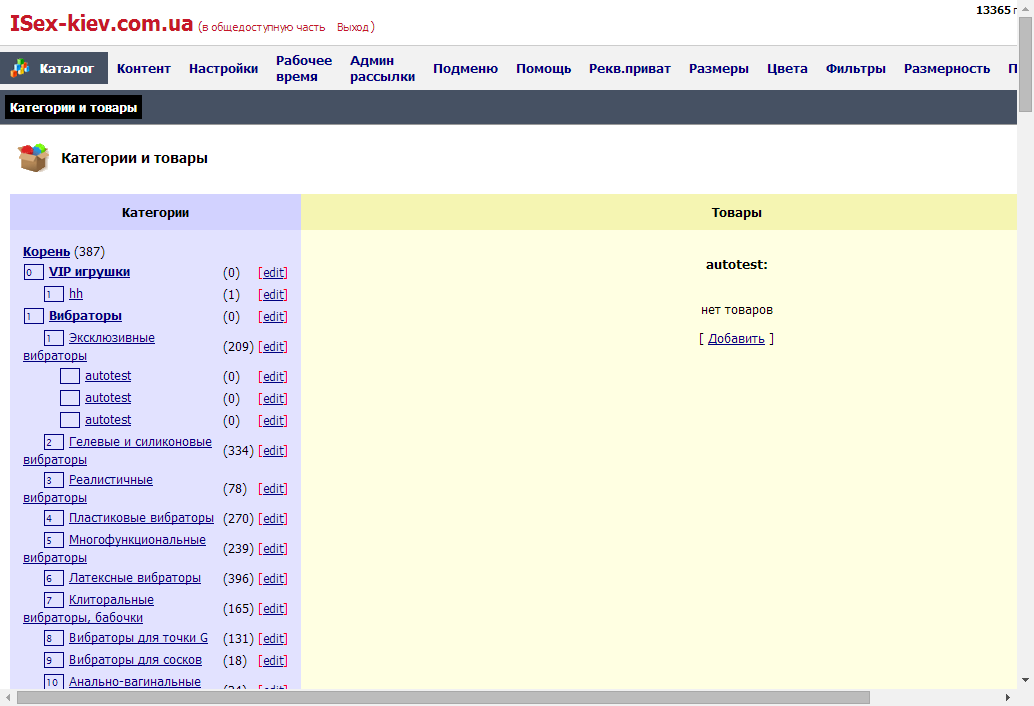 ISex-kiev.com.ua (в общедоступную часть Выход)
13365 г
Каталог Контент Настройки Рабочее время Админ рассылки Подменю Помощь Рекв.приват Размеры Цвета Фильтры Размерность П
Категории и товары
Категории и товары
Категории Товары
Корень (387)
0 VIP игрушки (0) [edit]
1 hh (1) [edit]
1 Вибраторы (0) [edit]
1 Эксклюзивные
вибраторы (209) [edit]
autotest (0) [edit]
autotest (0) [edit]
autotest (0) [edit]
2 Гелевые и силиконовые
вибраторы (334) [edit]
3 Реалистичные
вибраторы (78) [edit]
4 Пластиковые вибраторы (270) [edit]
5 Многофункциональные
вибраторы (239) [edit]
6 Латексные вибраторы (396) [edit]
7 Клиторальные
вибраторы, бабочки (165) [edit]
8 Вибраторы для точки G (131) [edit]
9 Вибраторы для сосков (18) [edit]
10 Анально-вагинальные
autotest:
нет товаров
[ Добавить ]